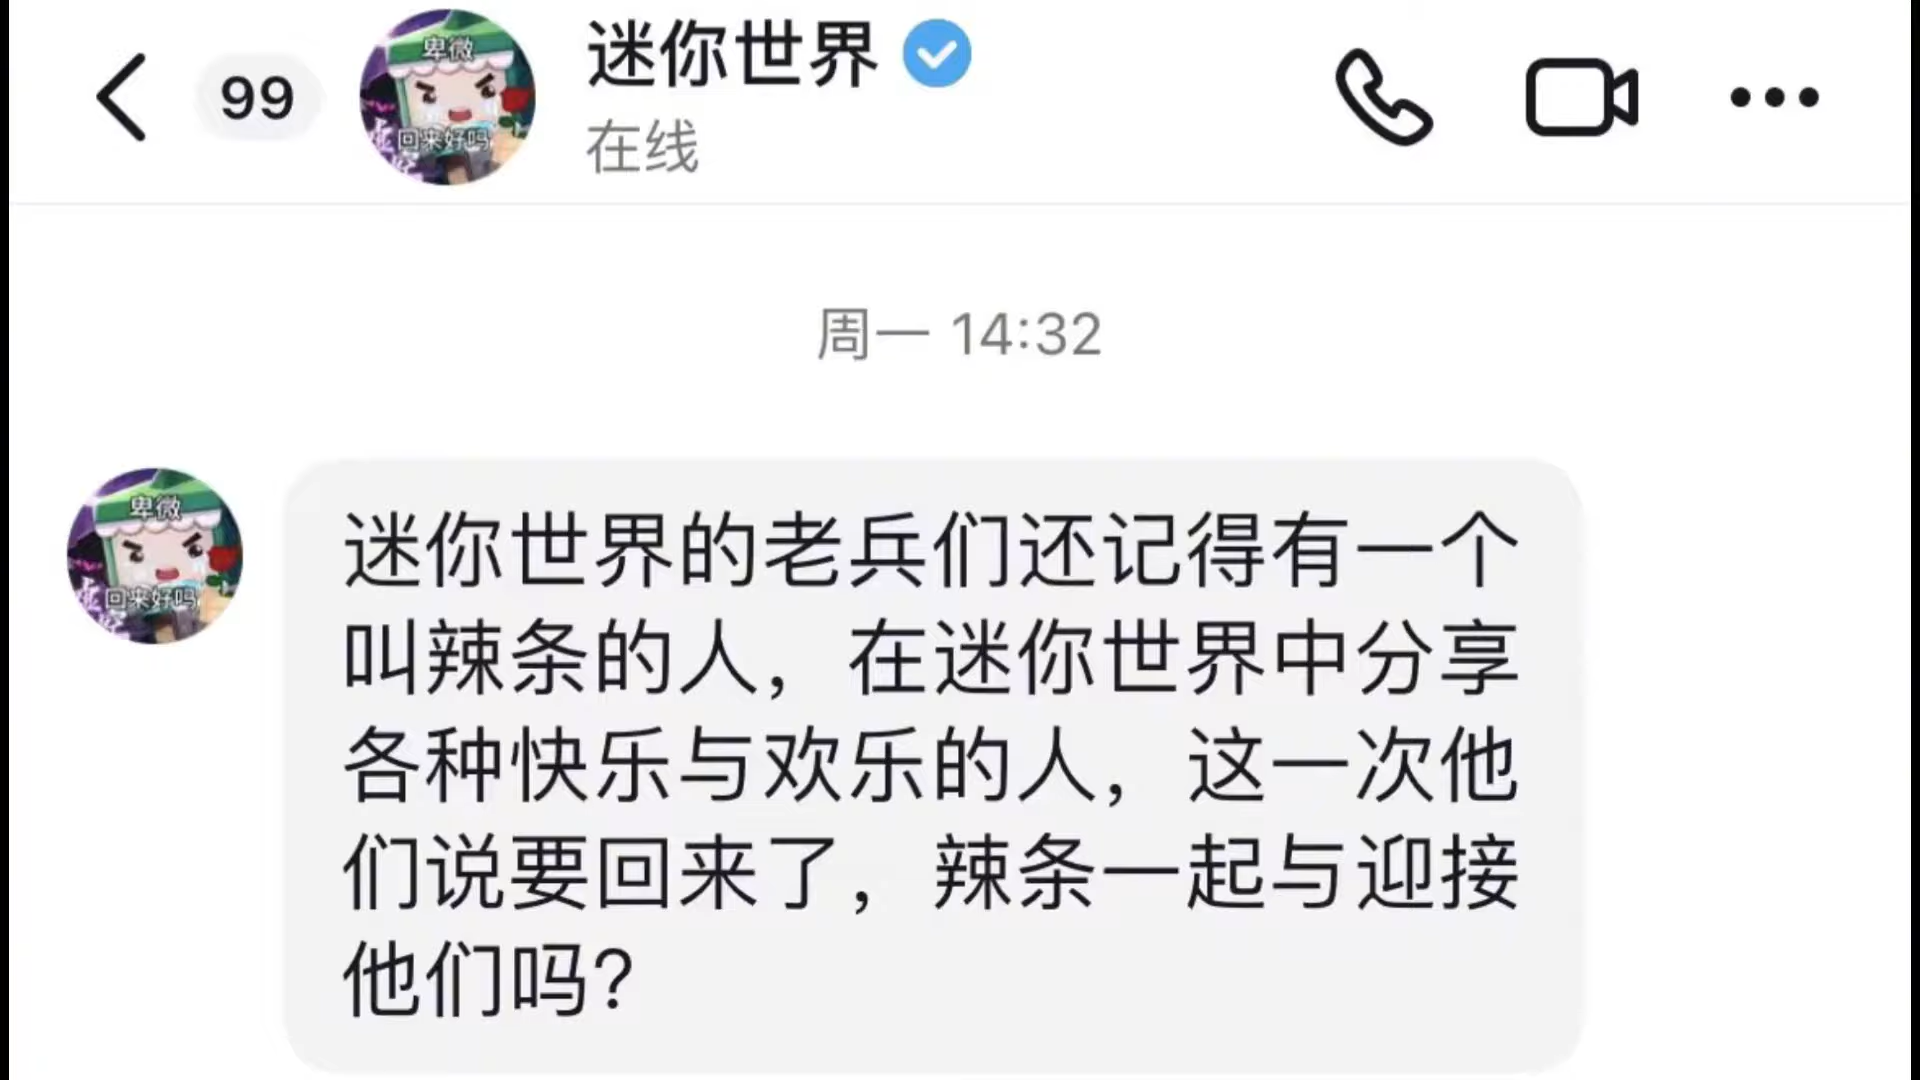 99
卑微
回来好吗
迷你世界
在线
周一 14:32
卑微
回来好吗
迷你世界的老兵们还记得有一个
叫辣条的人，在迷你世界中分享
各种快乐与欢乐的人，这一次他
们说要回来了，辣条一起与迎接
他们吗?